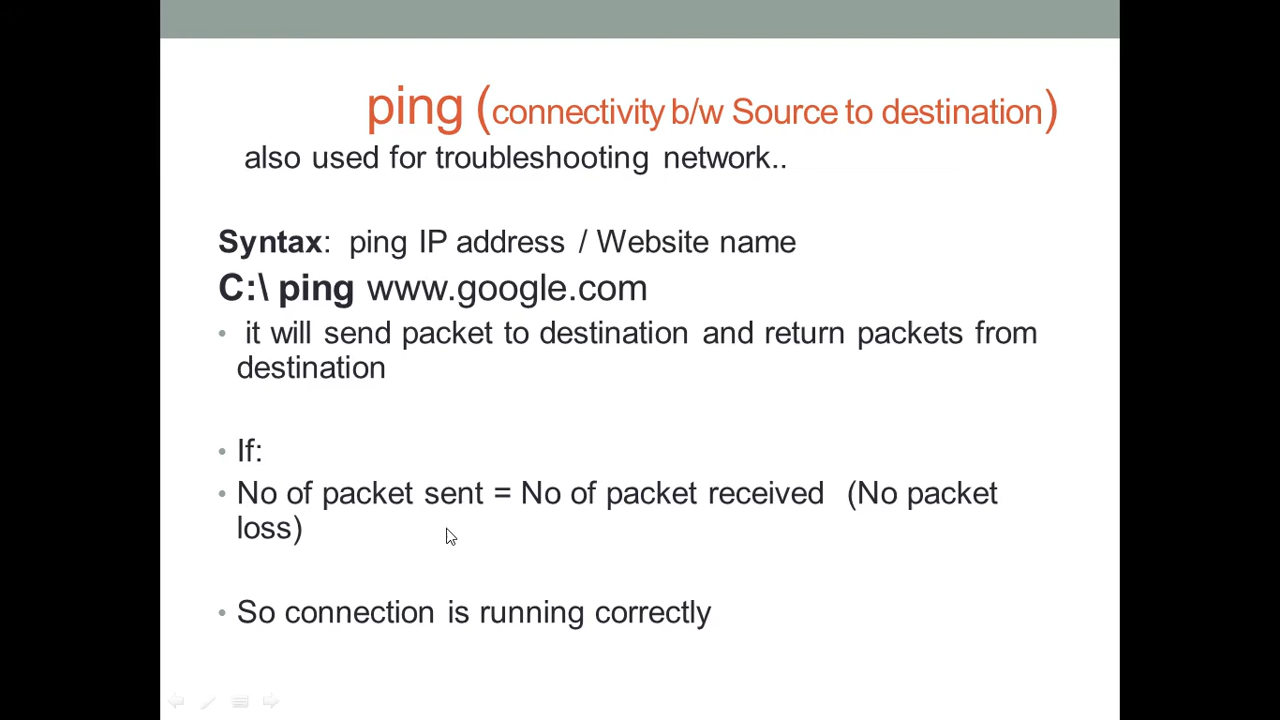 ping (connectivity b/w Source to destination)
also used for troubleshooting network..
Syntax: ping IP address / Website name
C:\ ping www.google.com
• it will send packet to destination and return packets from
destination
• If:
• No of packet sent = No of packet received (No packet
loss)
• So connection is running correctly